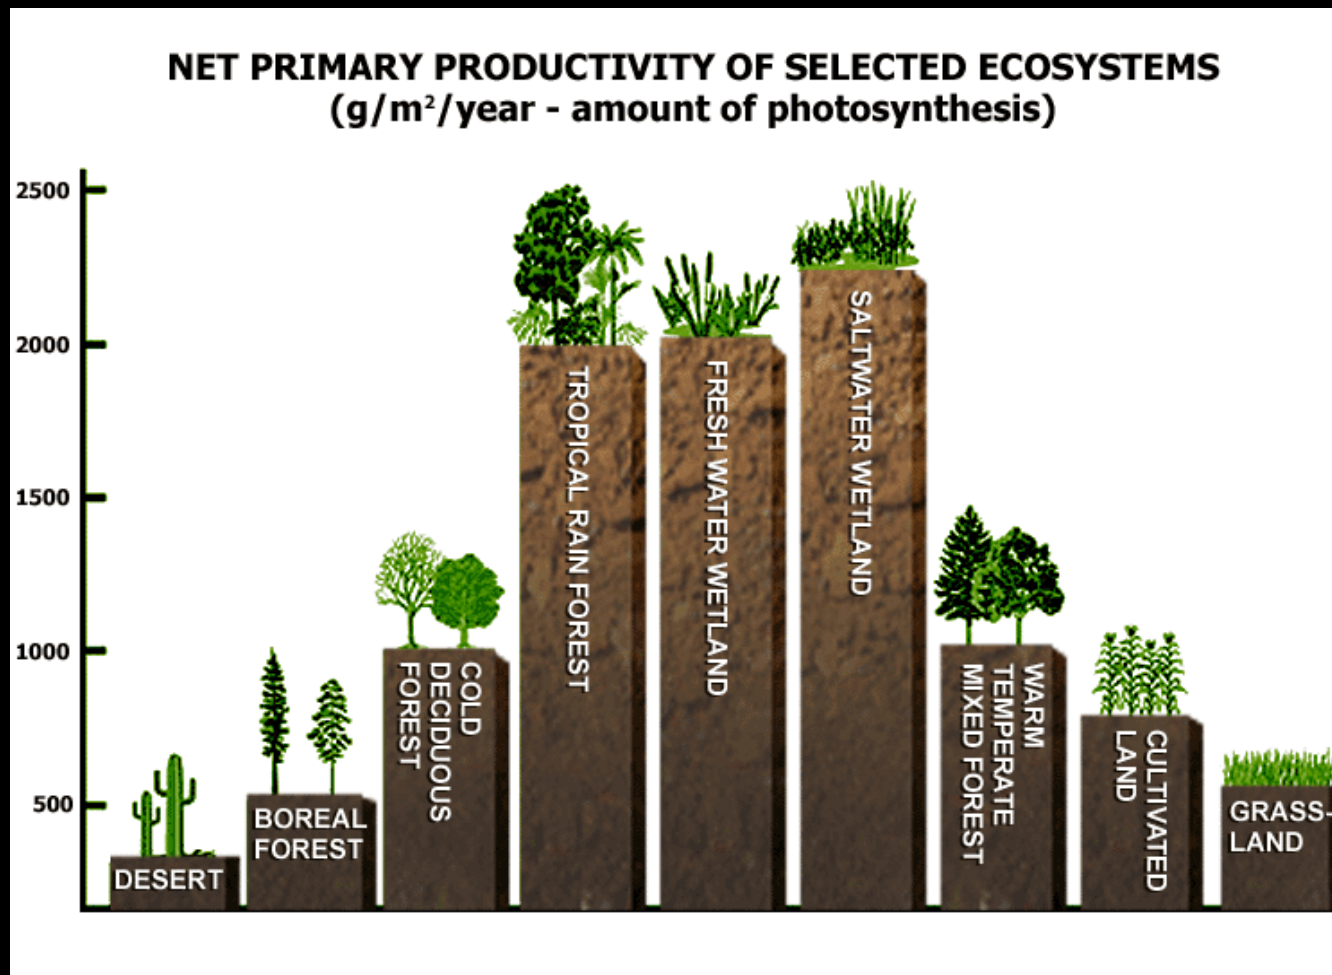 NET PRIMARY PRODUCTIVITY OF SELECTED ECOSYSTEMS
(g/m²/year - amount of photosynthesis)
2500
2000
1500
1000
500
DESERT
BOREAL
FOREST
COLD
DECIDUOUS
FOREST
TROPICAL RAIN FOREST
FRESH WATER WETLAND
SALTWATER WETLAND
WARM
TEMPERATE
MIXED FOREST
CULTIVATED
LAND
GRASS-
LAND